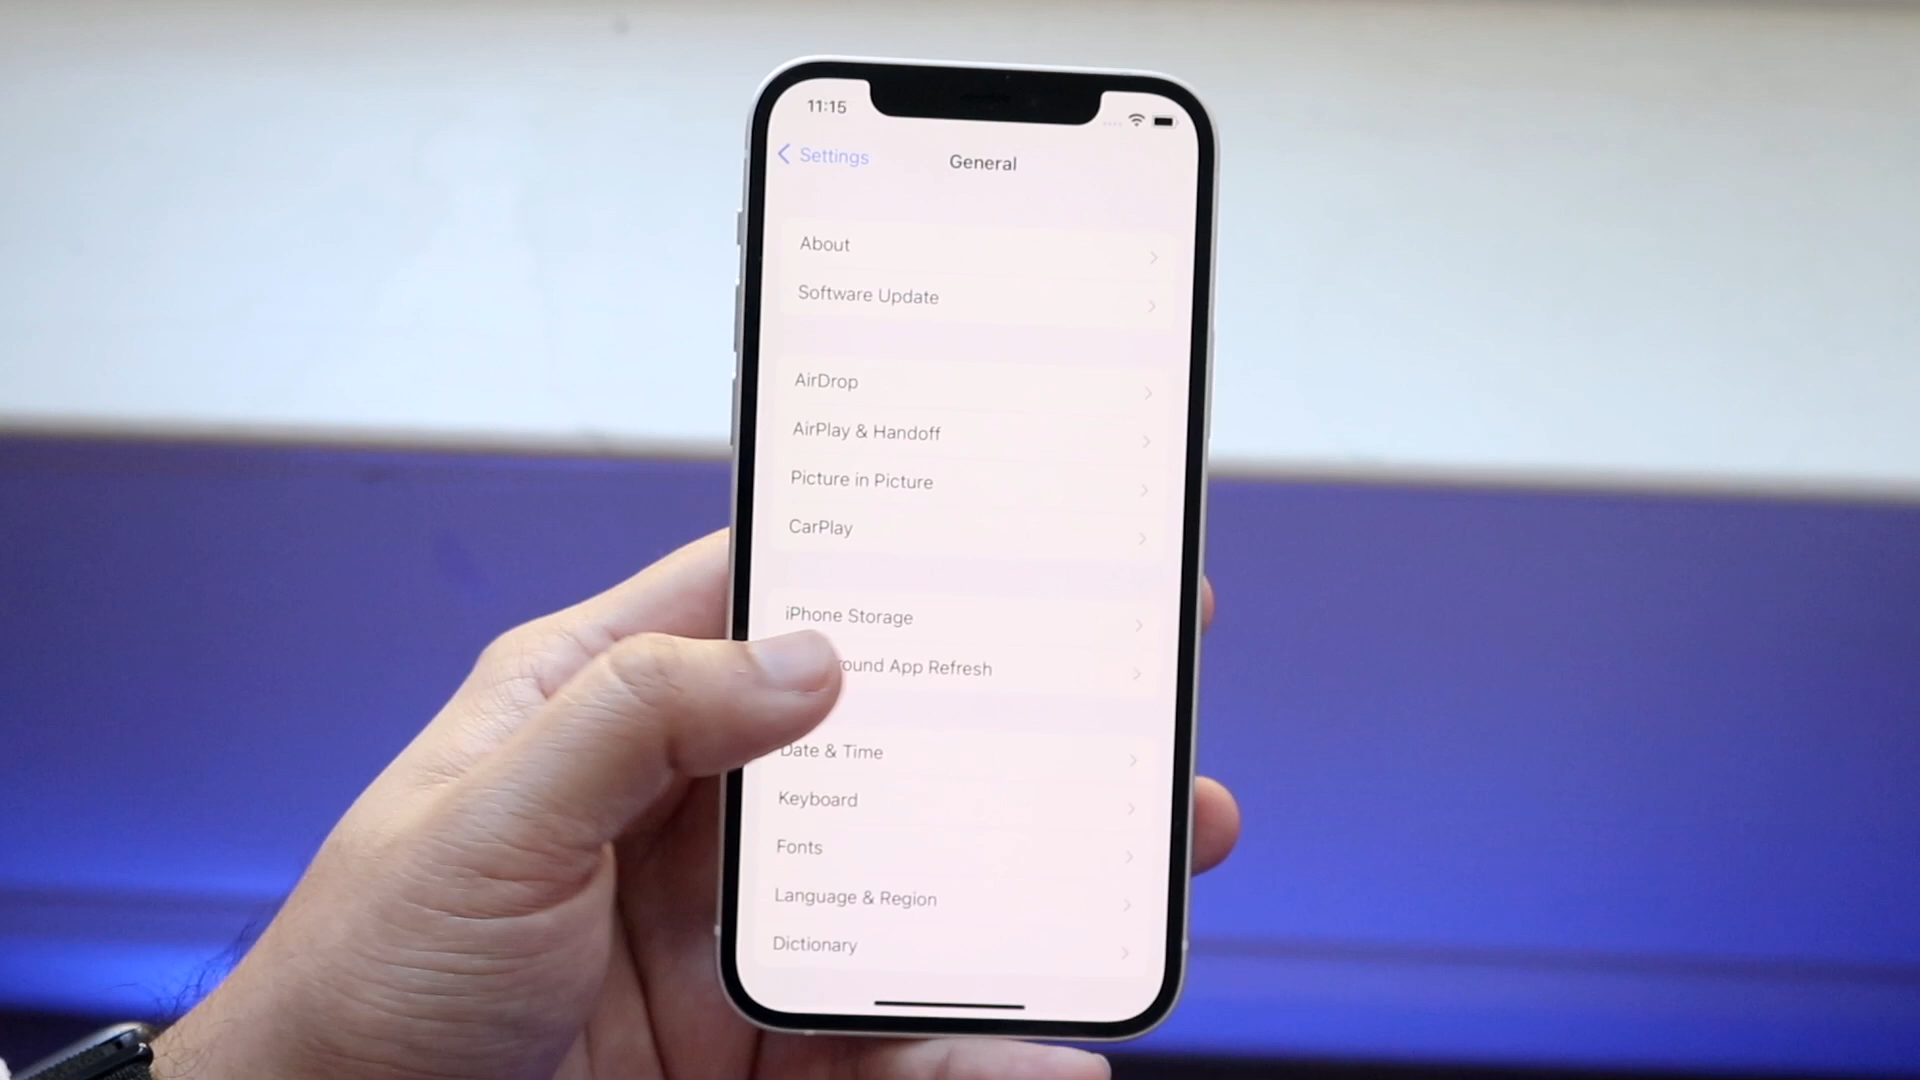 11:15
Settings
General
About
Software Update
AirDrop
AirPlay & Handoff
Picture in Picture
CarPlay
iPhone Storage
App Refresh
Date & Time
Keyboard
Fonts
Language & Region
Dictionary